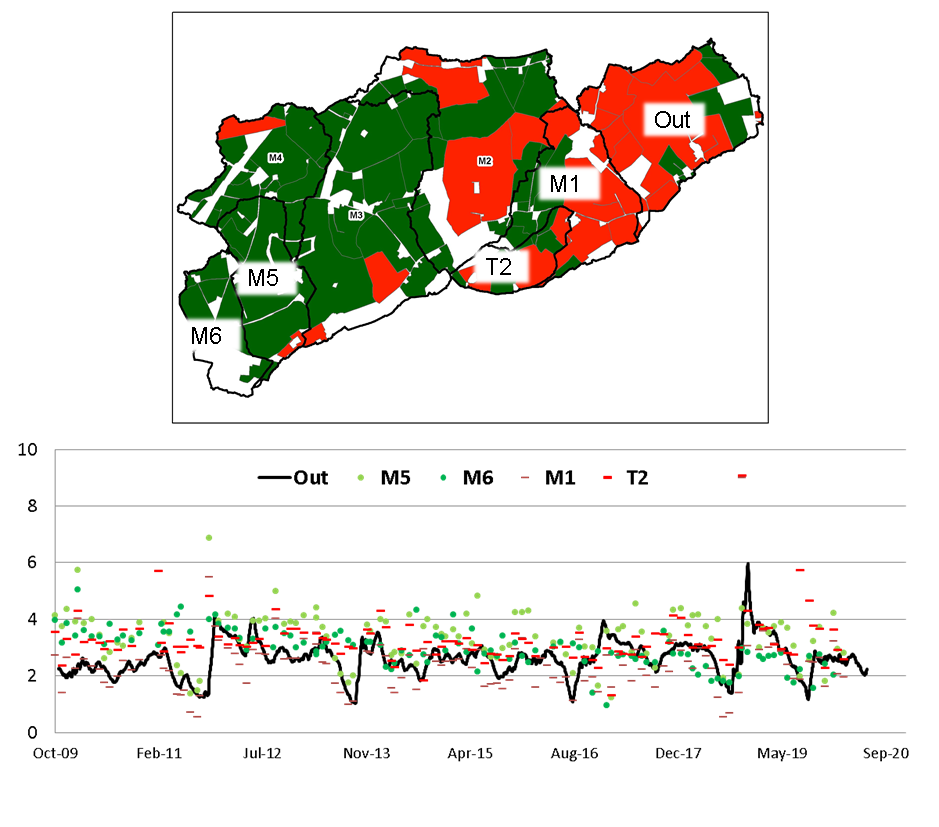 Out
M4
M2
M1
M3
T2
M5
M6
10
Out M5 M6 M1 T2
8
6
4
2
0
Oct-09 Feb-11 Jul-12 Nov-13 Apr-15 Aug-16 Dec-17 May-19 Sep-20